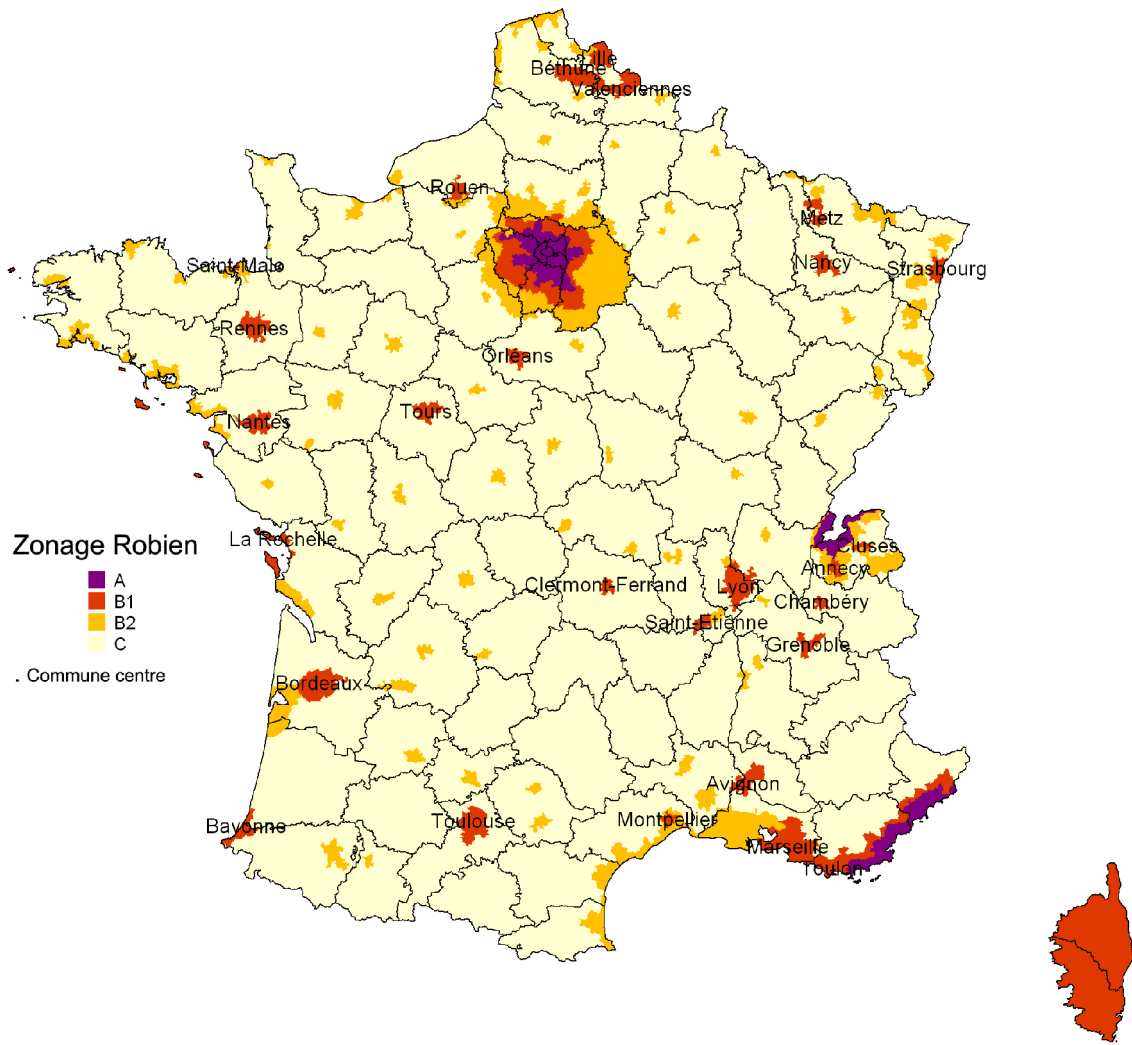 Lille
Béthune
Valenciennes
Rouen
Metz
Saint-Malo
Nancy
Strasbourg
Rennes
Orléans
Tours
Nantes
Zonage Robien
La Rochelle
Cluses
Annecy
A
Clermont-Ferrand
Lyon
B1
Chambéry
B2
Saint-Etienne
C
Grenoble
. Commune centre
Bordeaux
Avignon
Bayonne
Toulouse
Montpellier
Marseille
Toulon